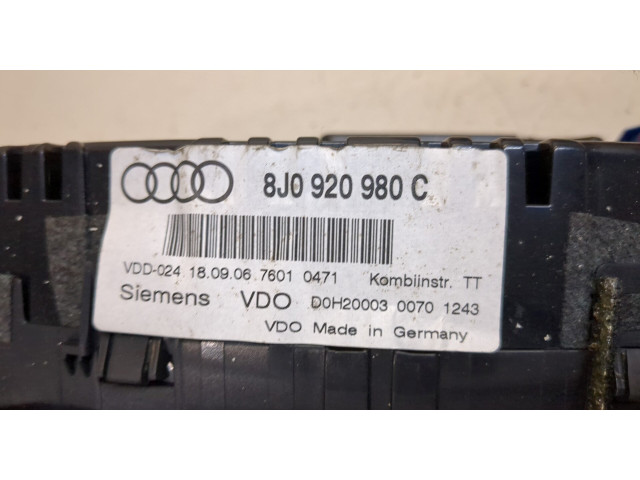 8J0 920 980 C
VDD-024 18.09.06 7601 0471 Kombiinstr. TT
Siemens VDO D0H20003 0070 1243
VDO Made in Germany